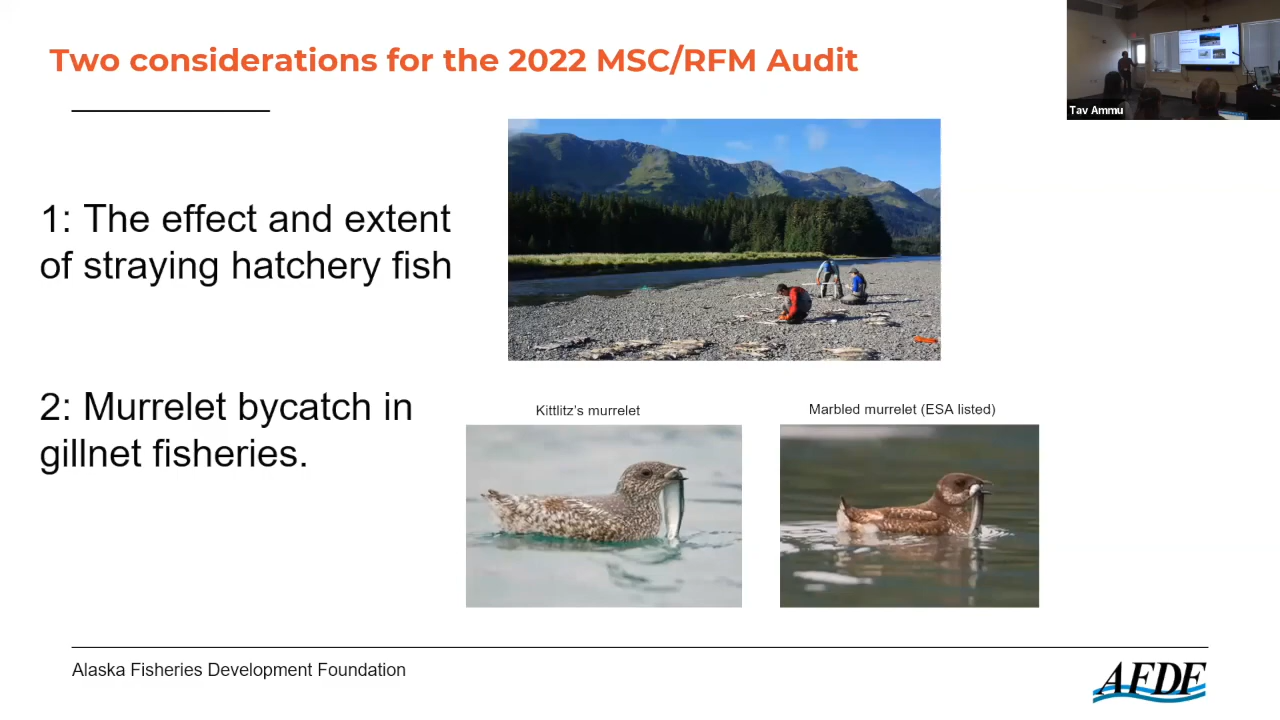 Two considerations for the 2022 MSC/RFM Audit
Tav Ammu
1: The effect and extent
of straying hatchery fish
2: Murrelet bycatch in
gillnet fisheries.
Kittlitz's murrelet
Marbled murrelet (ESA listed)
Alaska Fisheries Development Foundation
AFDF